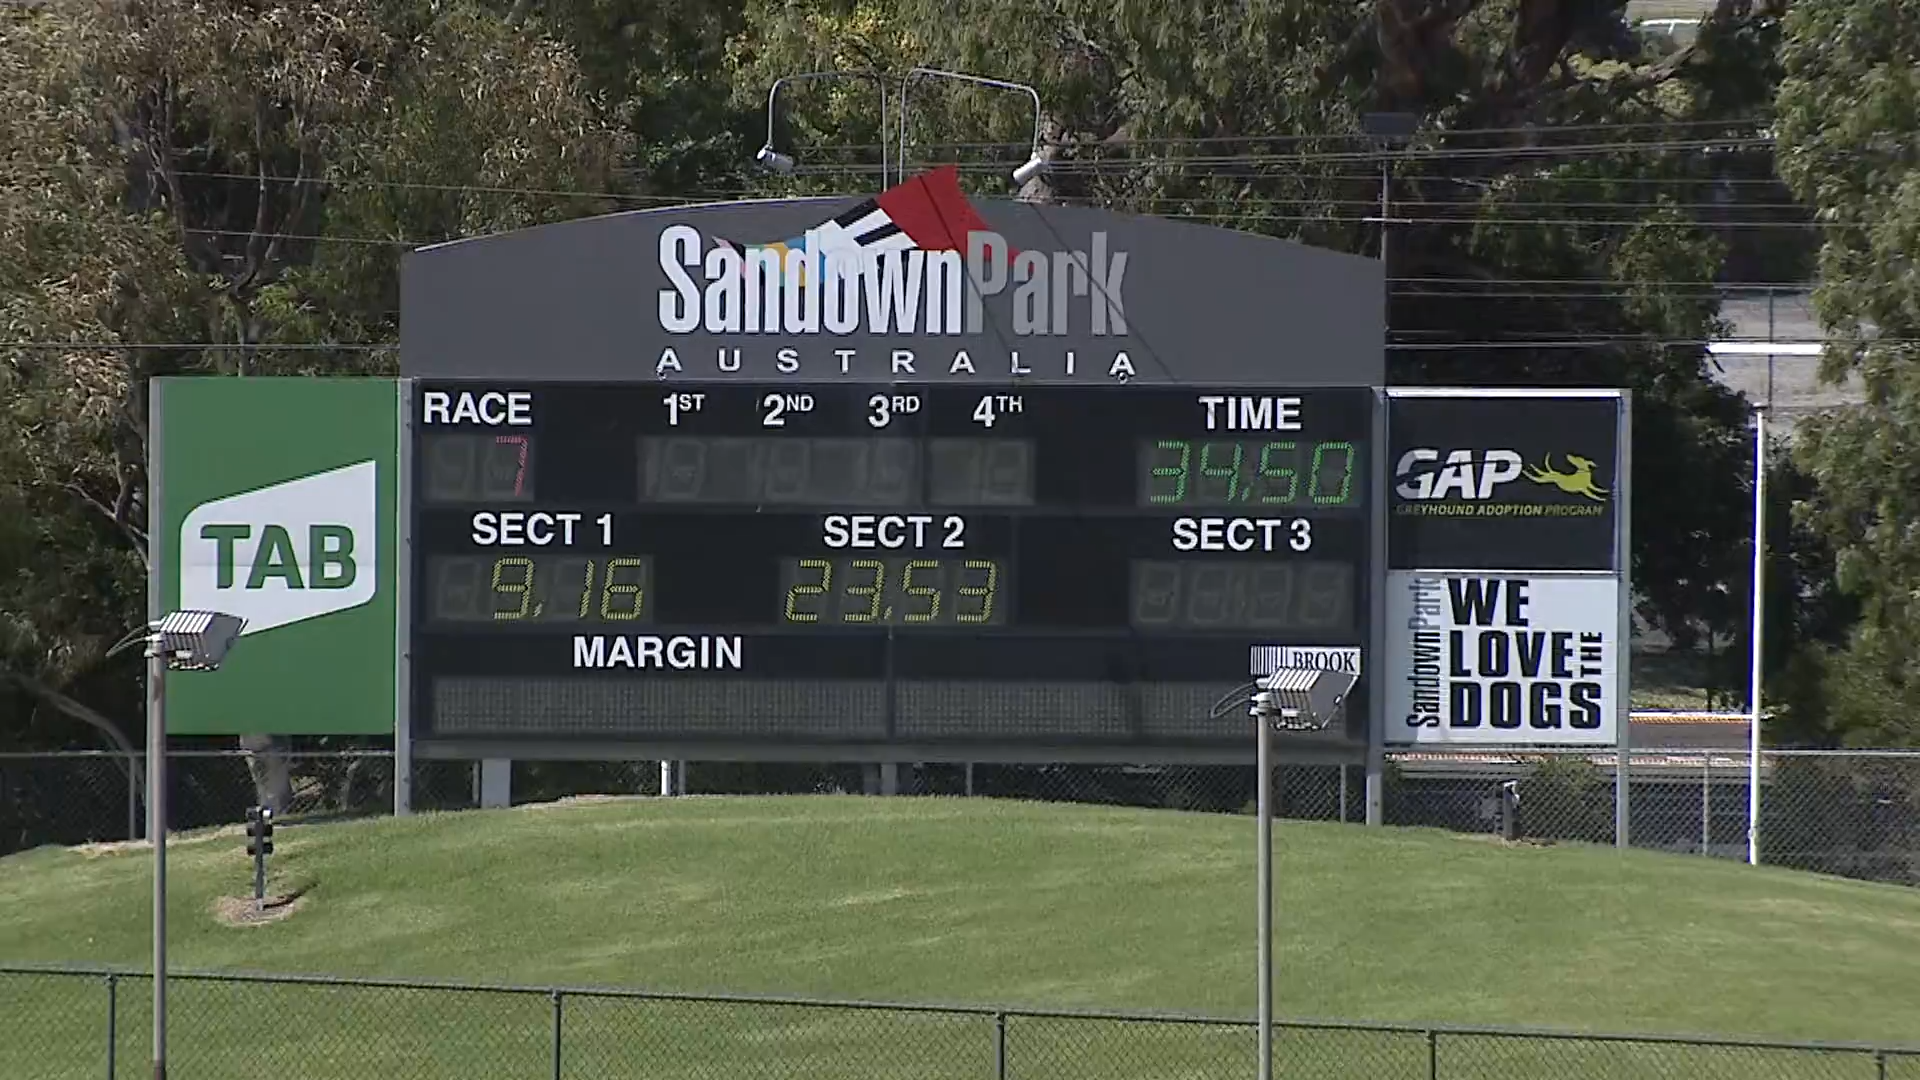 SandownPark
AUSTRALIA
RACE 1ST 2ND 3RD 4TH TIME
7 34.50
SECT 1 SECT 2 SECT 3
9.16 23.53
MARGIN
TAB
GAP
GREYHOUND ADOPTION PROGRAM
SandownPark
WE
LOVE THE
DOGS
BROOK